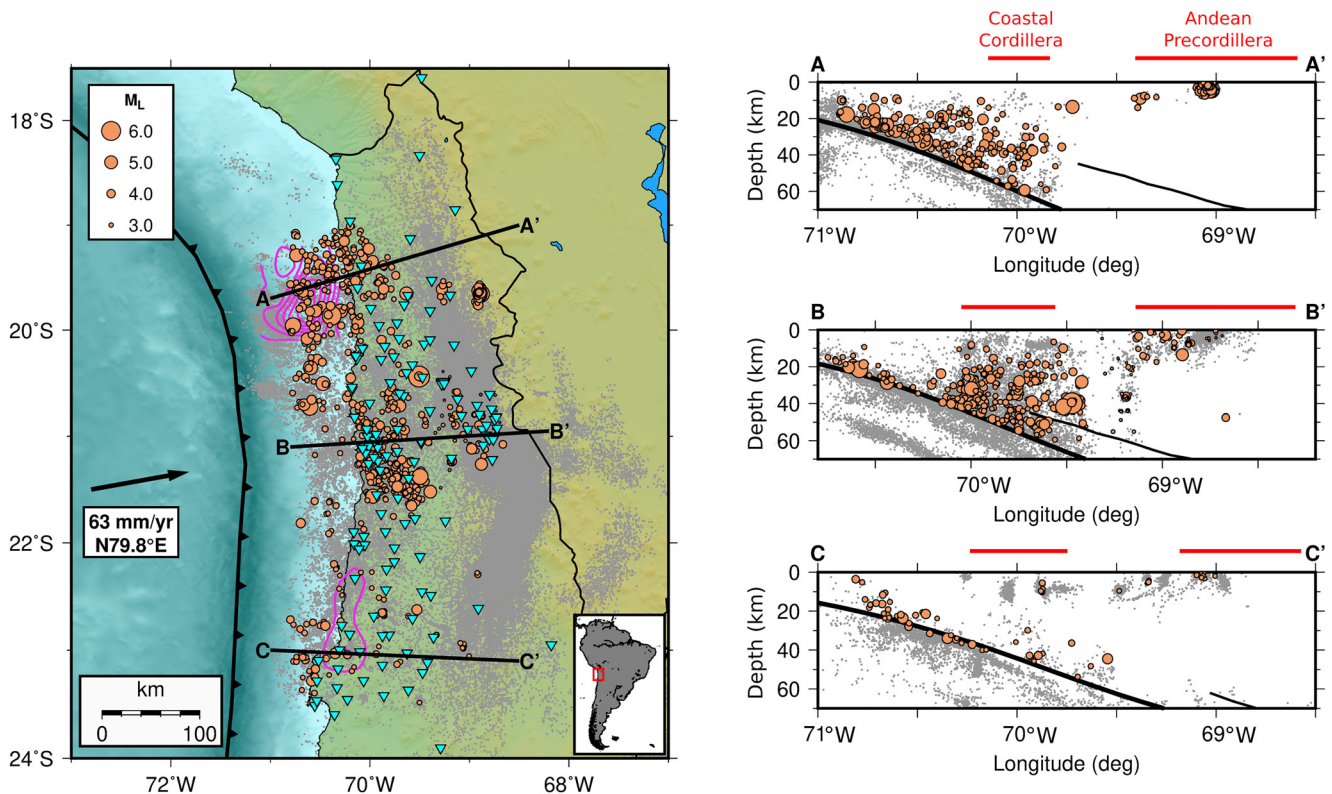 M_L
6.0
5.0
4.0
3.0
18°S
20°S
22°S
24°S
72°W
70°W
68°W
A
A'
B
B'
C
C'
63 mm/yr
N79.8°E
km
0
100
Coastal
Cordillera
Andean
Precordillera
A
A'
0
20
40
60
Depth (km)
71°W
70°W
69°W
Longitude (deg)
B
B'
0
20
40
60
Depth (km)
70°W
69°W
Longitude (deg)
C
C'
0
20
40
60
Depth (km)
71°W
70°W
69°W
Longitude (deg)